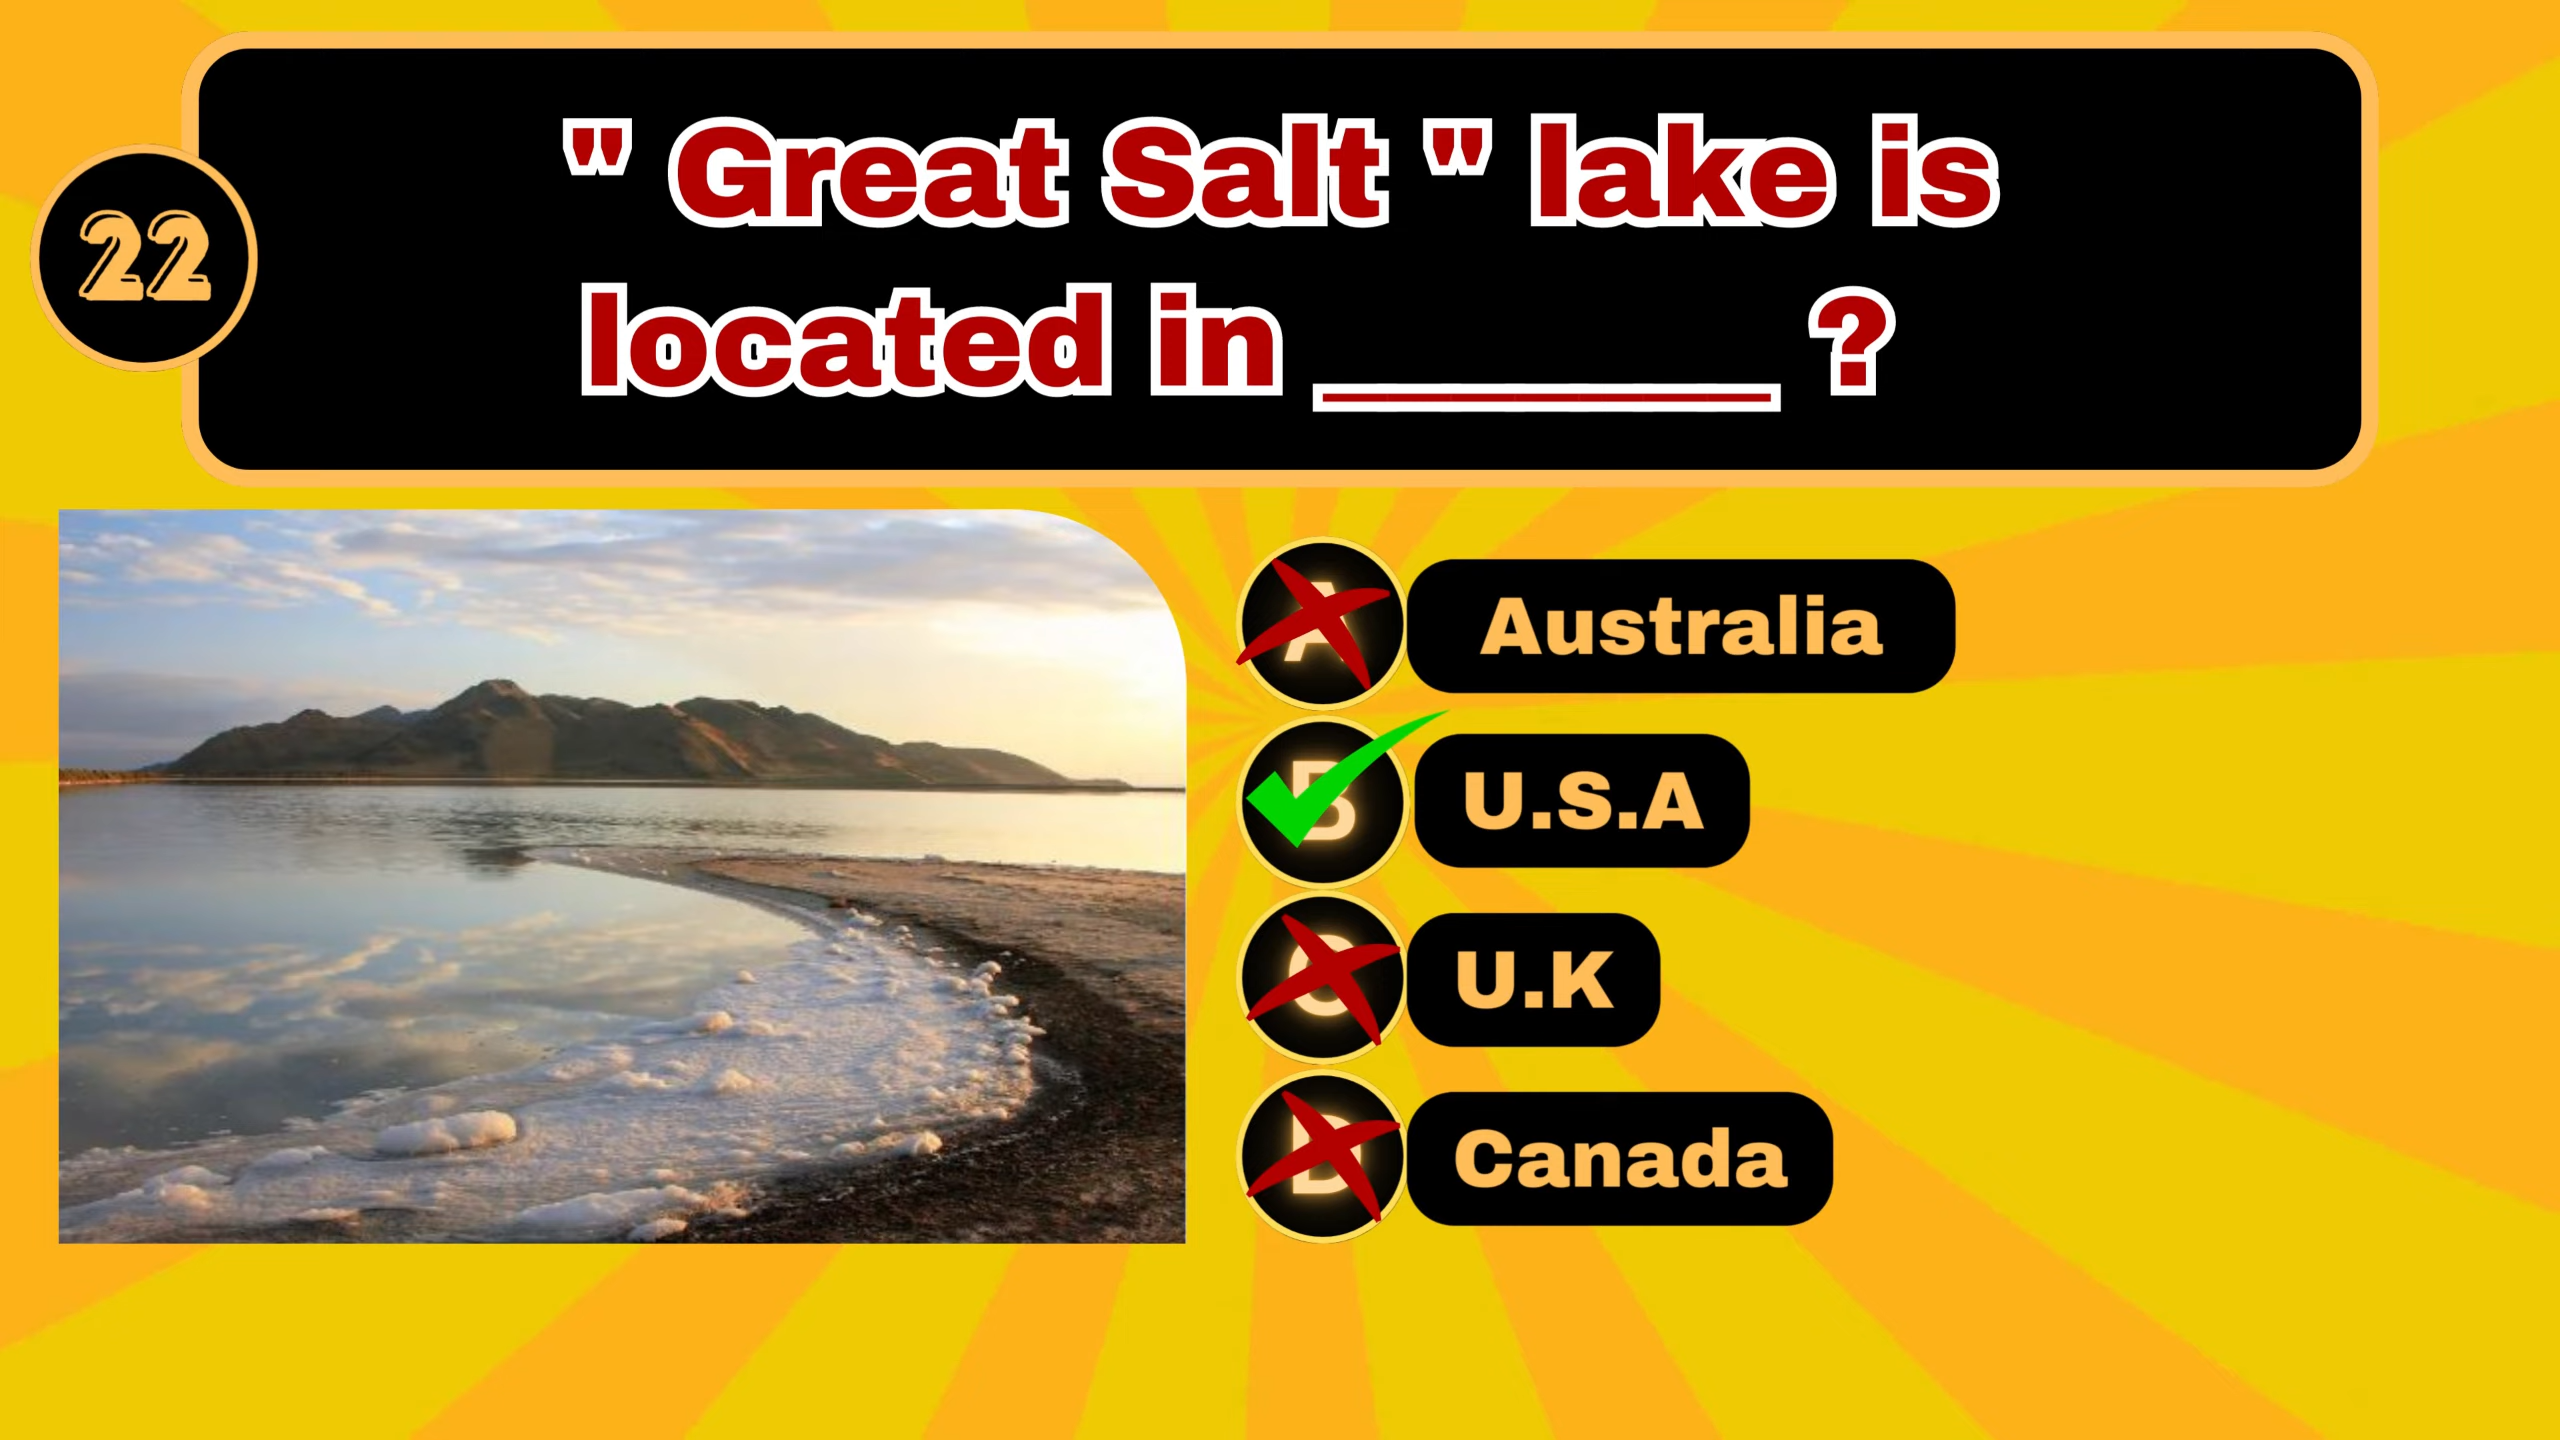 22
" Great Salt " lake is
located in ______ ?
A Australia
B U.S.A
C U.K
D Canada